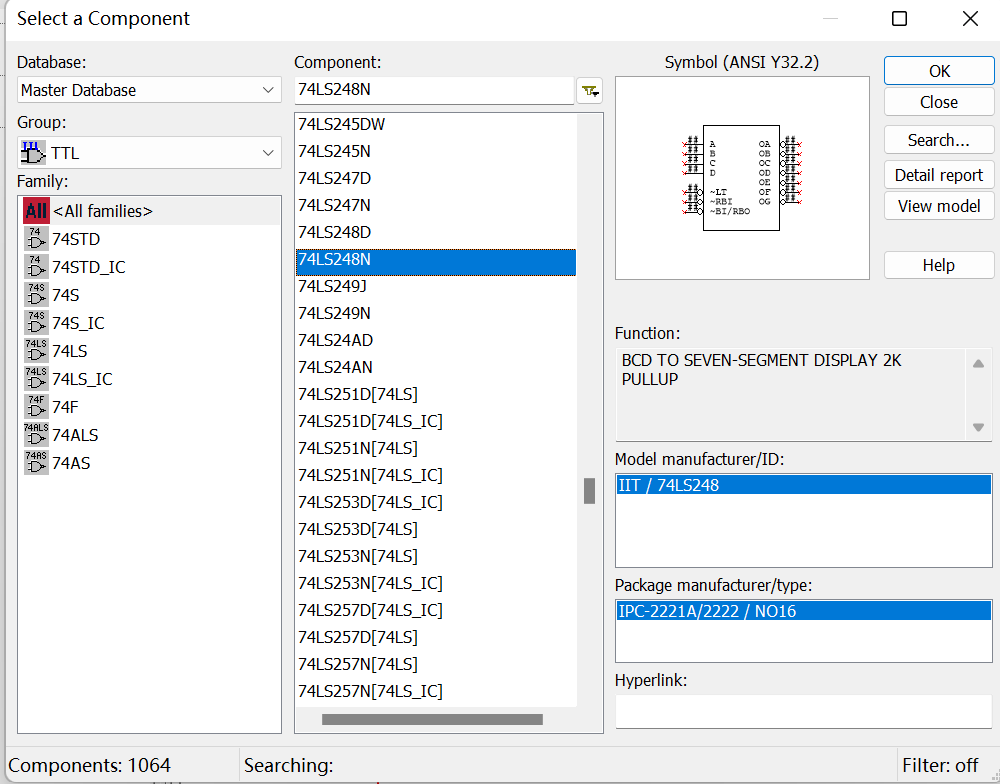 Select a Component
Database:
Master Database
Group:
TTL
Family:
All <All families>
74 74STD
74 74STD_IC
74S 74S
74S 74S_IC
74LS 74LS
74LS 74LS_IC
74F 74F
74ALS 74ALS
74AS 74AS
Component:
74LS248N
74LS245DW
74LS245N
74LS247D
74LS247N
74LS248D
74LS248N
74LS249J
74LS249N
74LS24AD
74LS24AN
74LS251D[74LS]
74LS251D[74LS_IC]
74LS251N[74LS]
74LS251N[74LS_IC]
74LS253D[74LS_IC]
74LS253D[74LS]
74LS253N[74LS]
74LS253N[74LS_IC]
74LS257D[74LS_IC]
74LS257D[74LS]
74LS257N[74LS]
74LS257N[74LS_IC]
Symbol (ANSI Y32.2)
## A OA ##
## B OB ##
## C OC ##
## D OD ##
OE ##
## ~LT OF ##
## ~RBI OG ##
## ~BI/RBO
Function:
BCD TO SEVEN-SEGMENT DISPLAY 2K
PULLUP
Model manufacturer/ID:
IIT / 74LS248
Package manufacturer/type:
IPC-2221A/2222 / NO16
Hyperlink:
OK
Close
Search...
Detail report
View model
Help
Components: 1064
Searching:
Filter: off